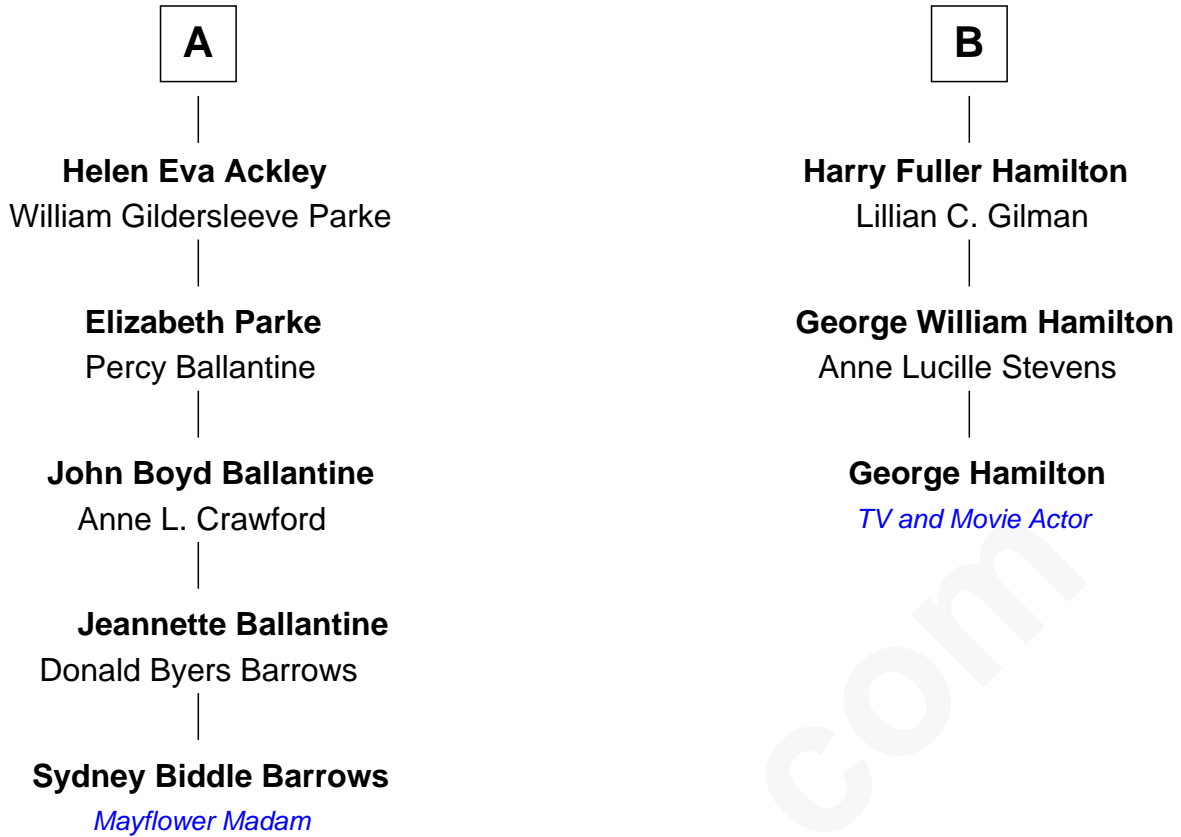 A
Helen Eva Ackley
William Gildersleeve Parke
Elizabeth Parke
Percy Ballantine
John Boyd Ballantine
Anne L. Crawford
Jeannette Ballantine
Donald Byers Barrows
Sydney Biddle Barrows
Mayflower Madam
B
Harry Fuller Hamilton
Lillian C. Gilman
George William Hamilton
Anne Lucille Stevens
George Hamilton
TV and Movie Actor
com